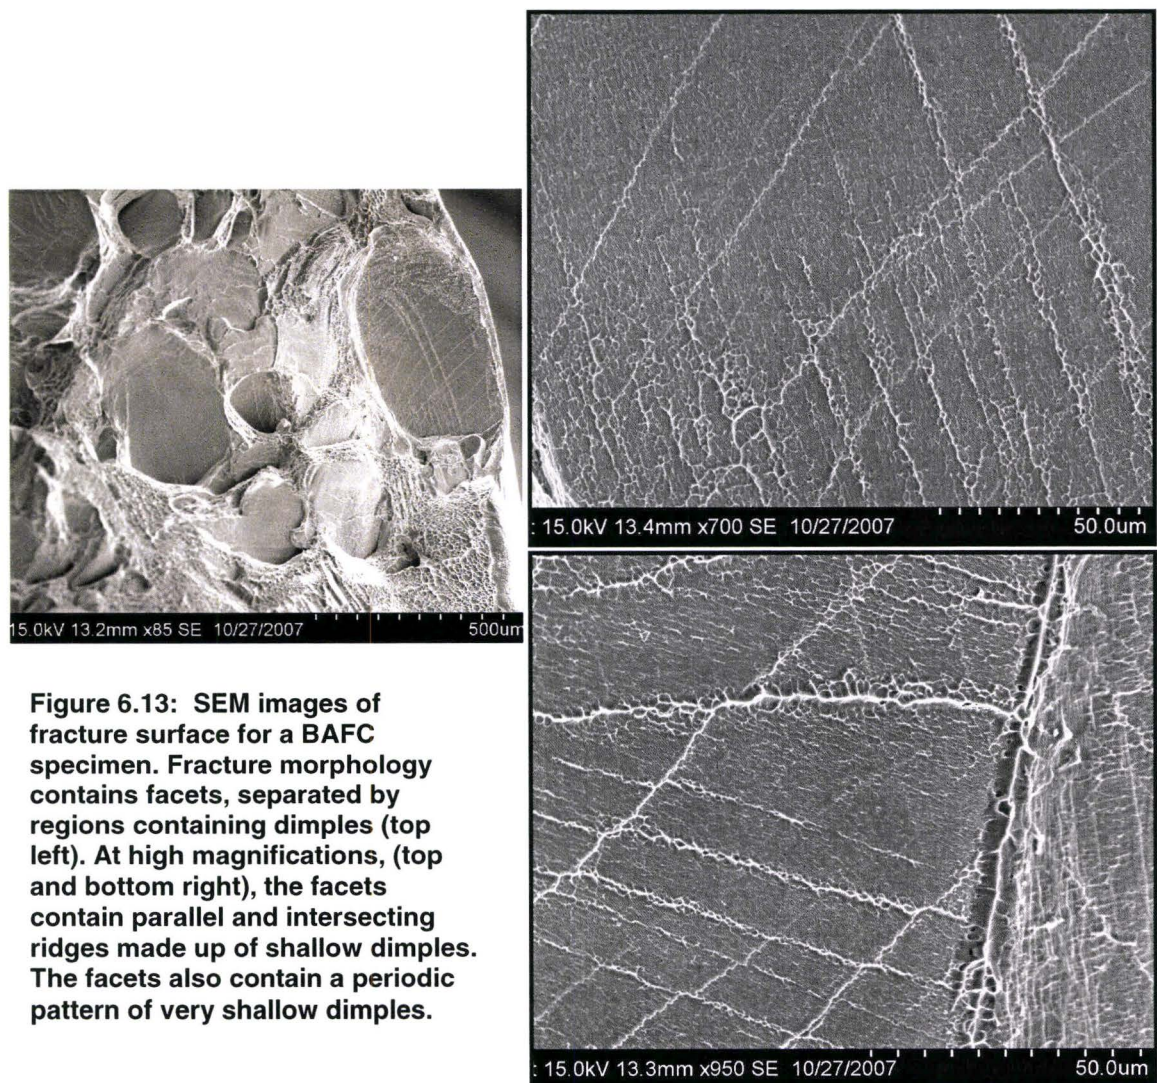 : 15.0kV 13.4mm x700 SE 10/27/2007 50.0um
15.0kV 13.2mm x85 SE 10/27/2007 500um
Figure 6.13: SEM images of
fracture surface for a BAFC
specimen. Fracture morphology
contains facets, separated by
regions containing dimples (top
left). At high magnifications, (top
and bottom right), the facets
contain parallel and intersecting
ridges made up of shallow dimples.
The facets also contain a periodic
pattern of very shallow dimples.
: 15.0kV 13.3mm x950 SE 10/27/2007 50.0um